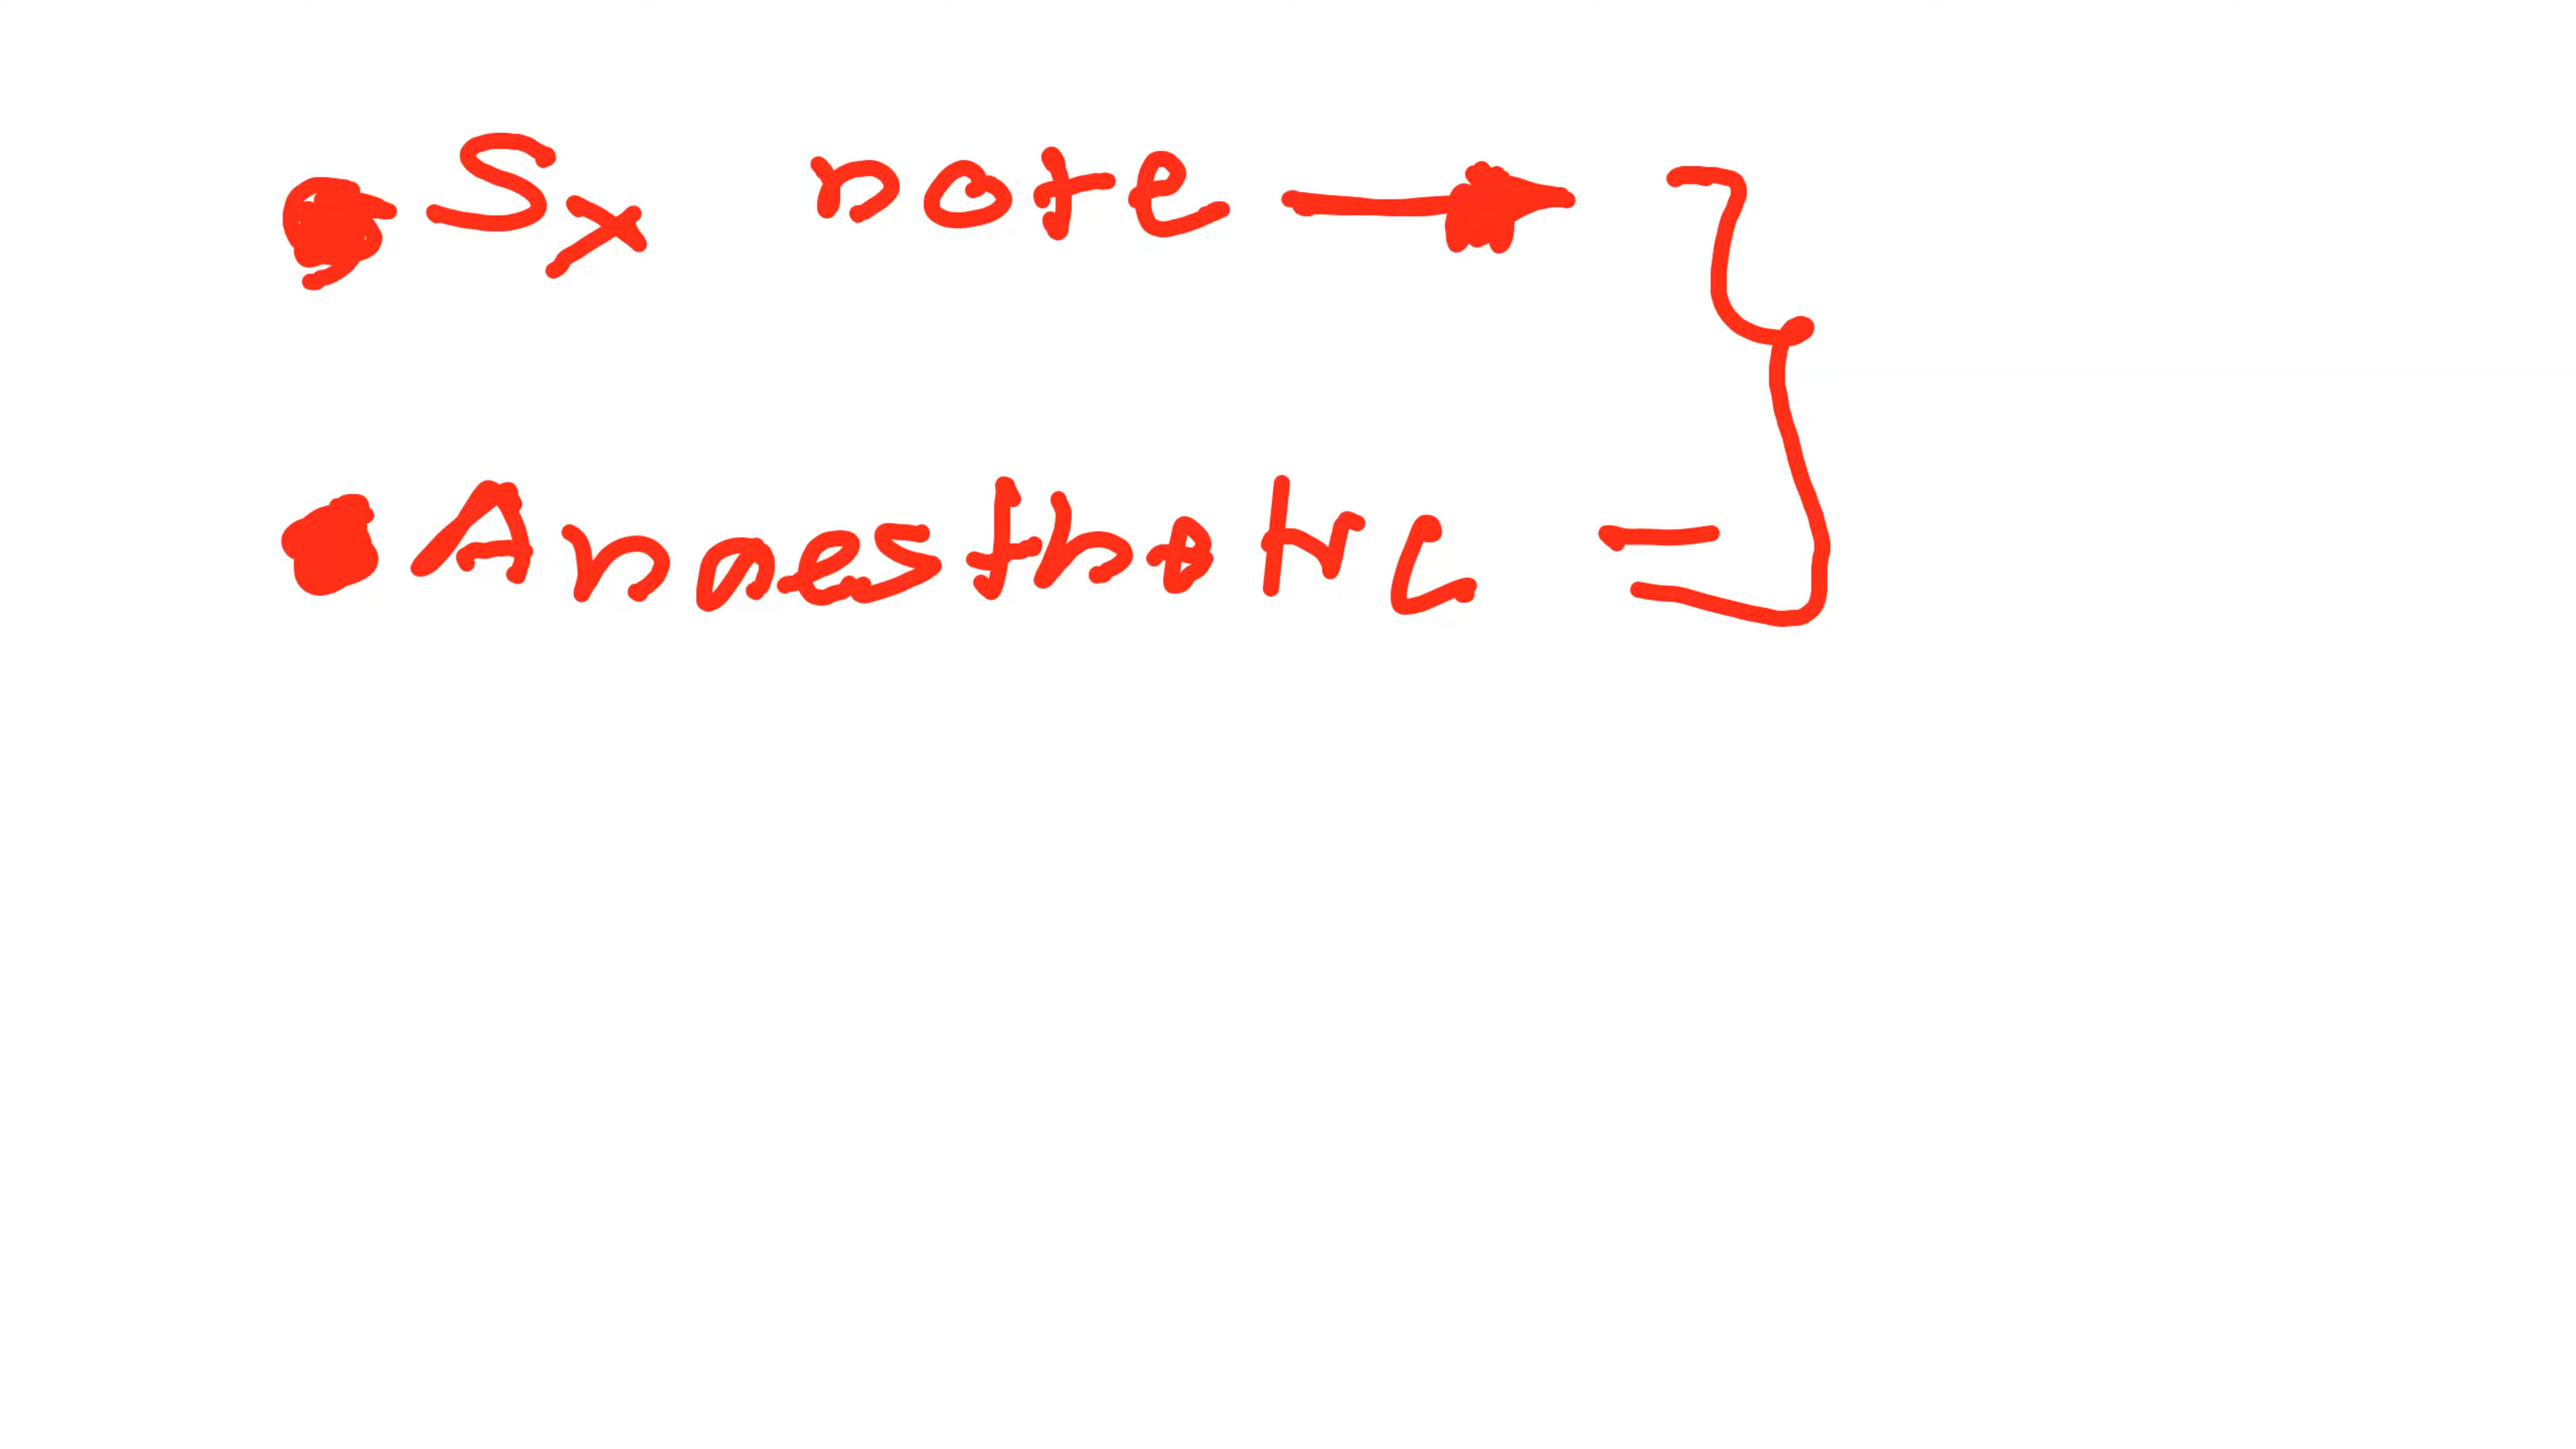 • Sx note →
• Anaesthetic -